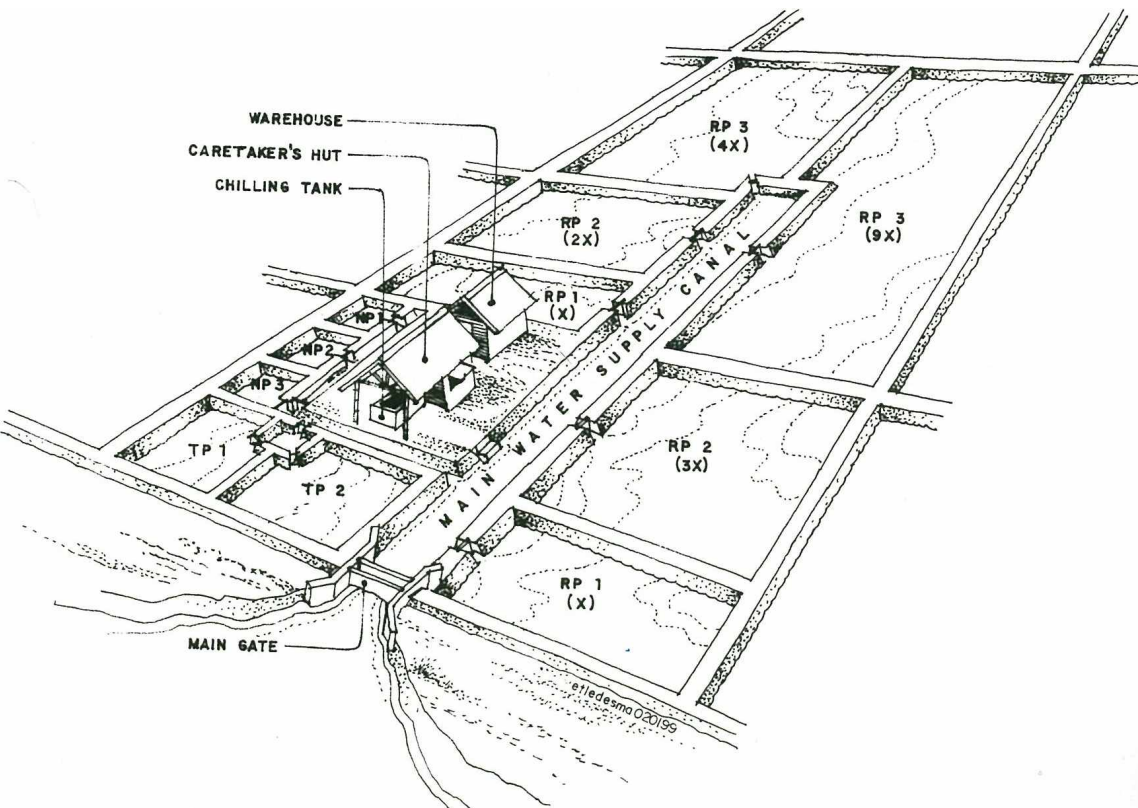 WAREHOUSE
CARETAKER'S HUT
CHILLING TANK
RP 3
(4X)
RP 2
(2X)
RP 3
(9X)
RP 1
(X)
NP1
NP2
NP3
TP 1
TP 2
MAIN WATER SUPPLY CANAL
RP 2
(3X)
RP 1
(X)
MAIN GATE
etledesma020199